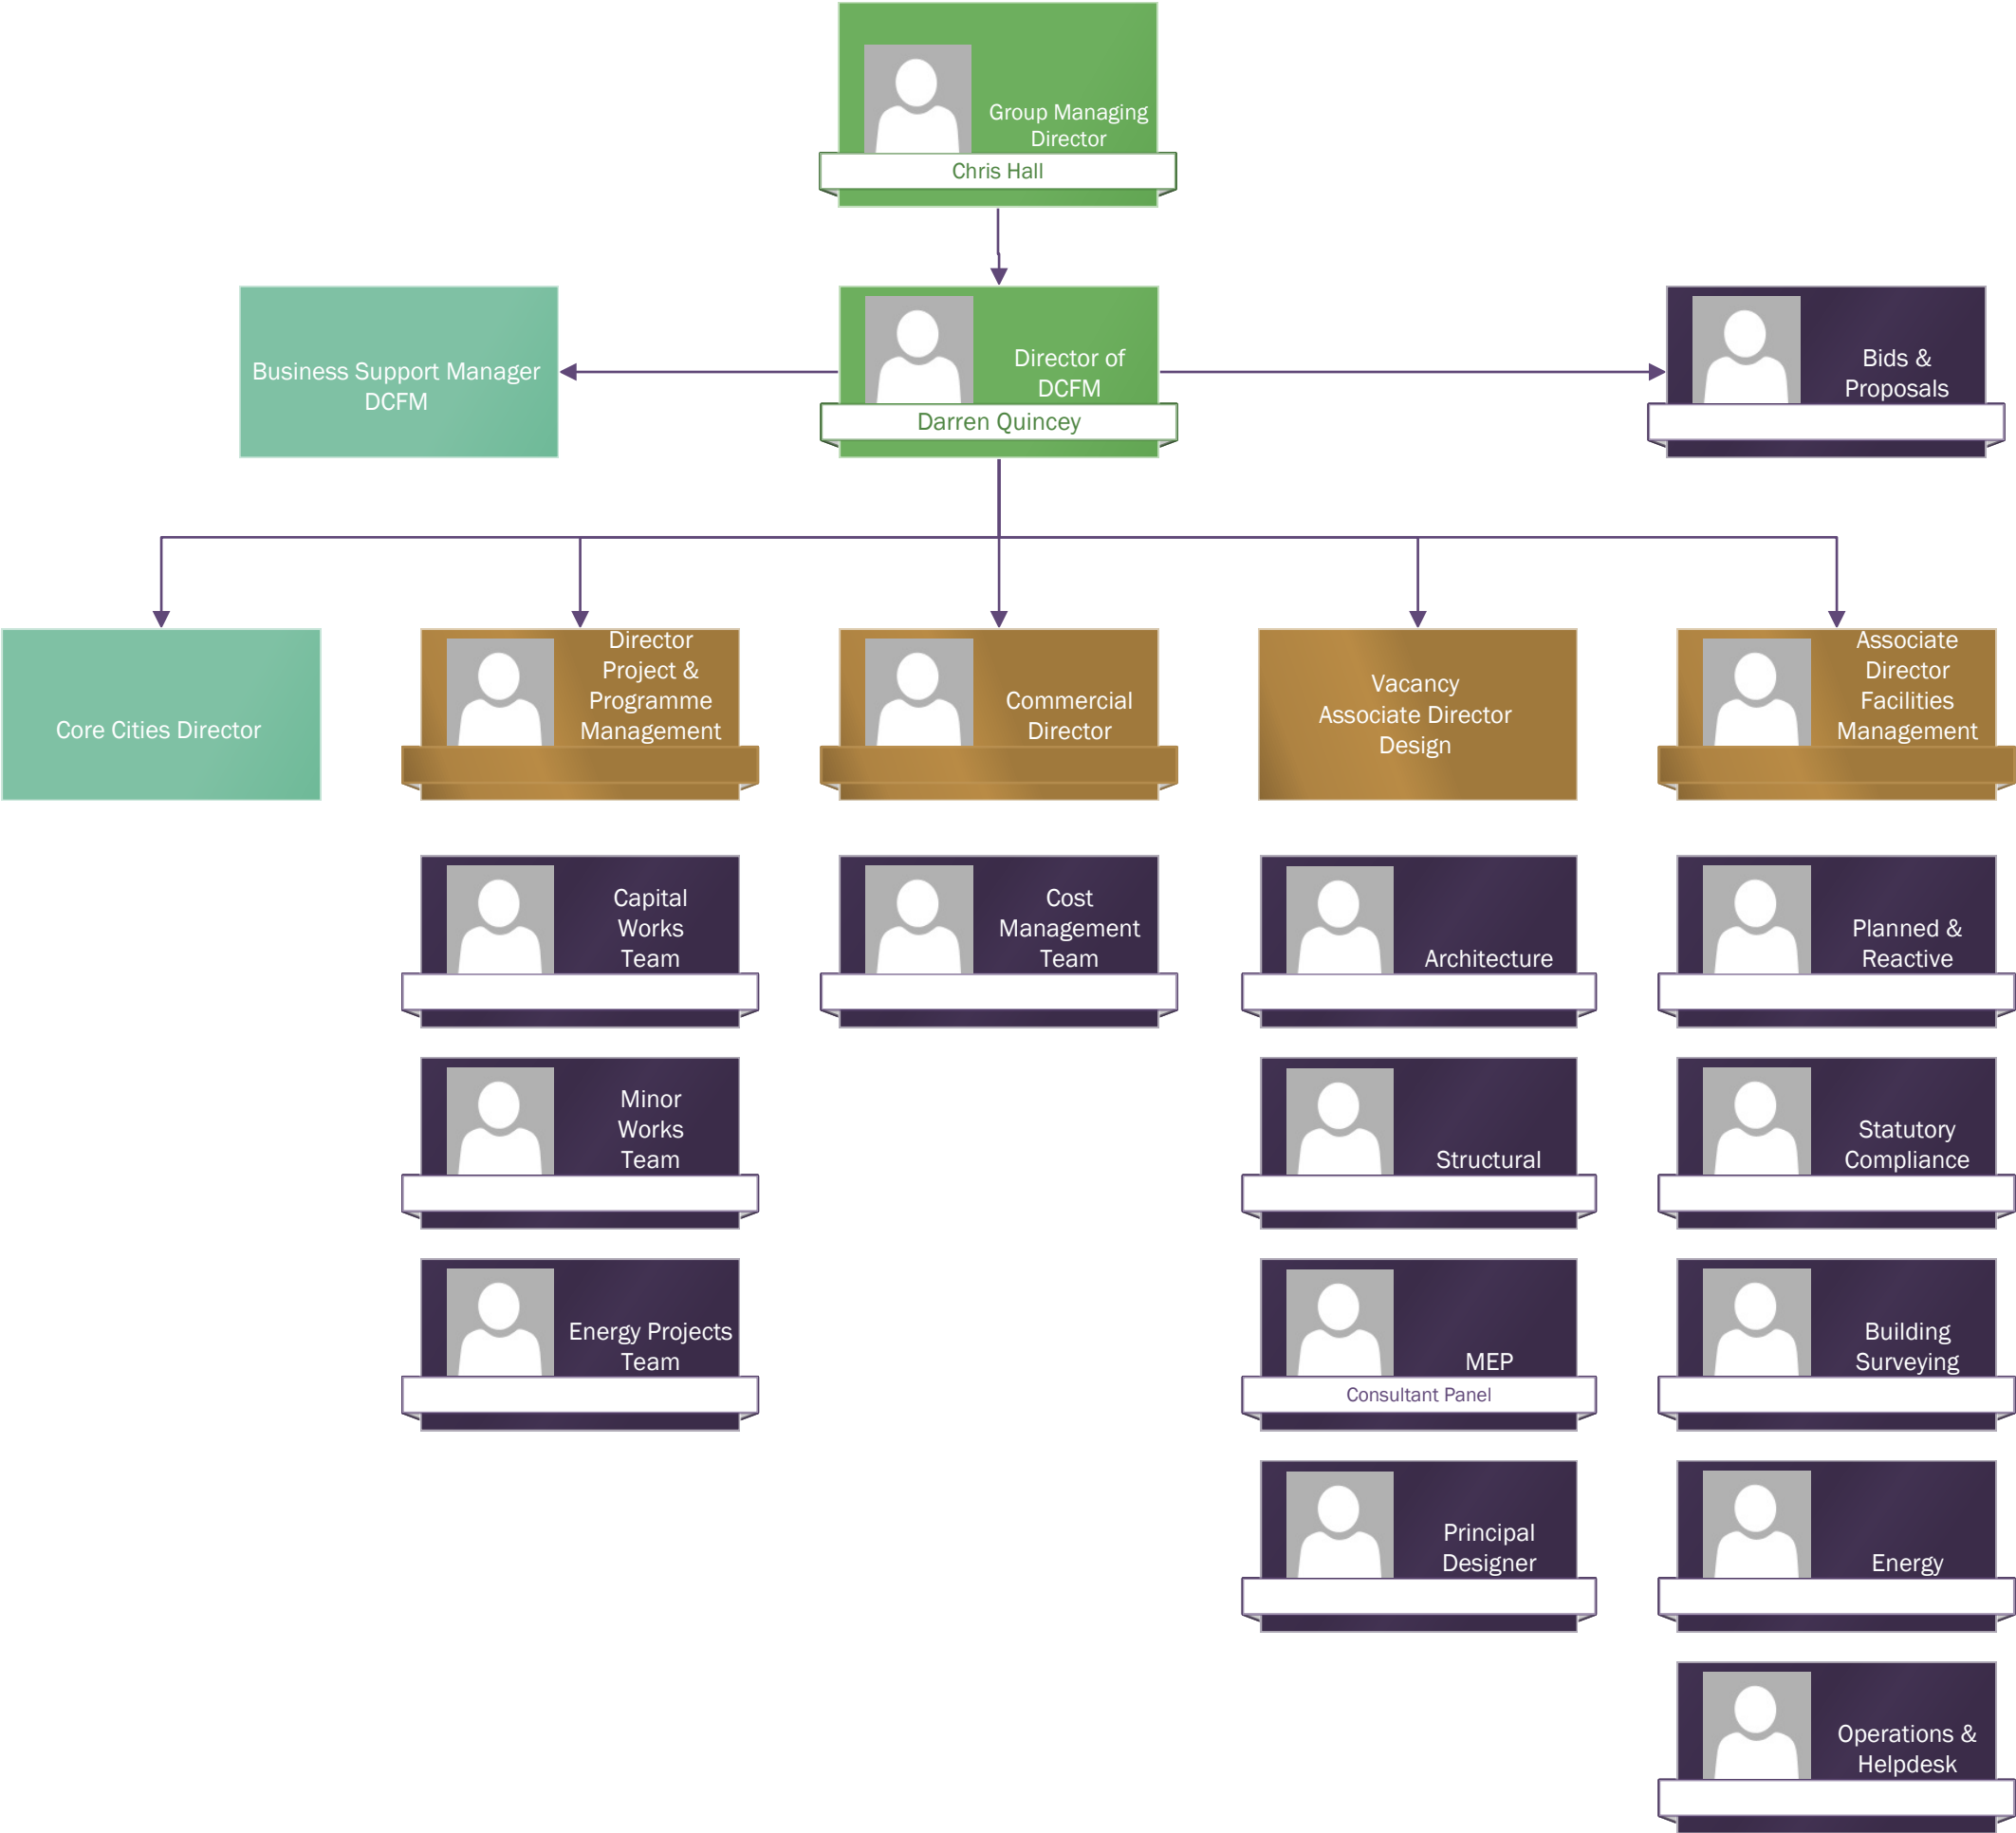 Group Managing
Director
Chris Hall
Business Support Manager
DCFM
Director of
DCFM
Darren Quincey
Bids &
Proposals
Core Cities Director
Director
Project &
Programme
Management
Commercial
Director
Vacancy
Associate Director
Design
Associate
Director
Facilities
Management
Capital
Works
Team
Cost
Management
Team
Architecture
Planned &
Reactive
Minor
Works
Team
Structural
Statutory
Compliance
Energy Projects
Team
MEP
Consultant Panel
Building
Surveying
Principal
Designer
Energy
Operations &
Helpdesk